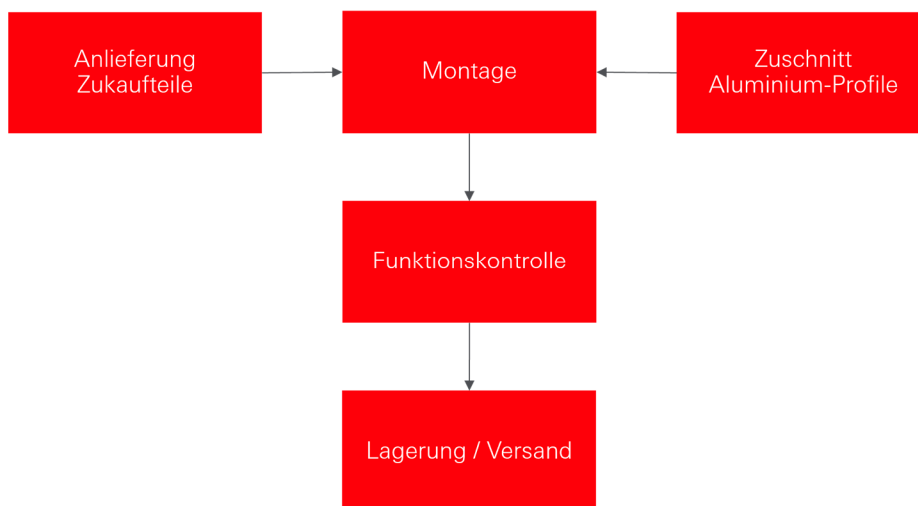 Anlieferung
Zukaufteile
Montage
Zuschnitt
Aluminium-Profile
Funktionskontrolle
Lagerung / Versand